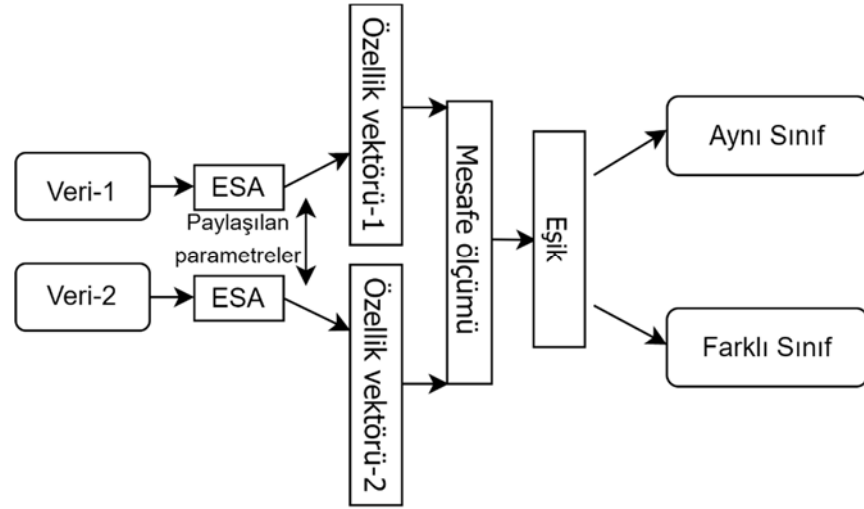 Veri-1
ESA
Paylaşılan
parametreler
Veri-2
ESA
Özellik vektörü-1
Özellik vektörü-2
Mesafe ölçümü
Eşik
Aynı Sınıf
Farklı Sınıf